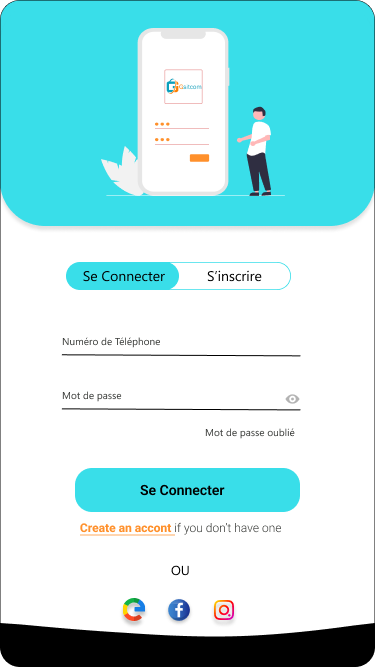 Qsitcom
Se Connecter
S’inscrire
Numéro de Téléphone
Mot de passe
Mot de passe oublié
Se Connecter
Create an accont if you don't have one
OU